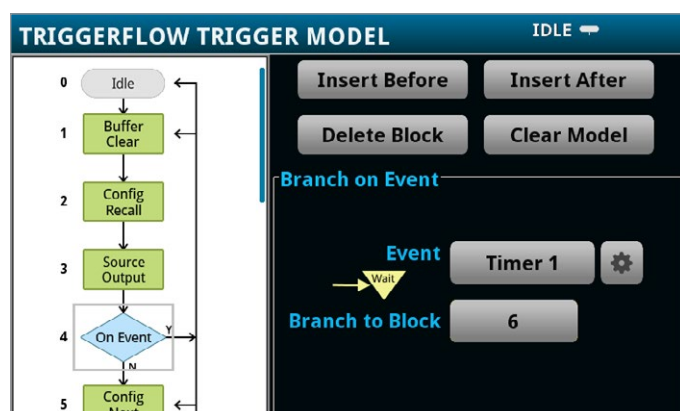 TRIGGERFLOW TRIGGER MODEL
IDLE
0
Idle
1
Buffer
Clear
2
Config
Recall
3
Source
Output
4
On Event
Y
N
5
Config
Insert Before
Insert After
Delete Block
Clear Model
Branch on Event
Event
Timer 1
Wait
Branch to Block
6